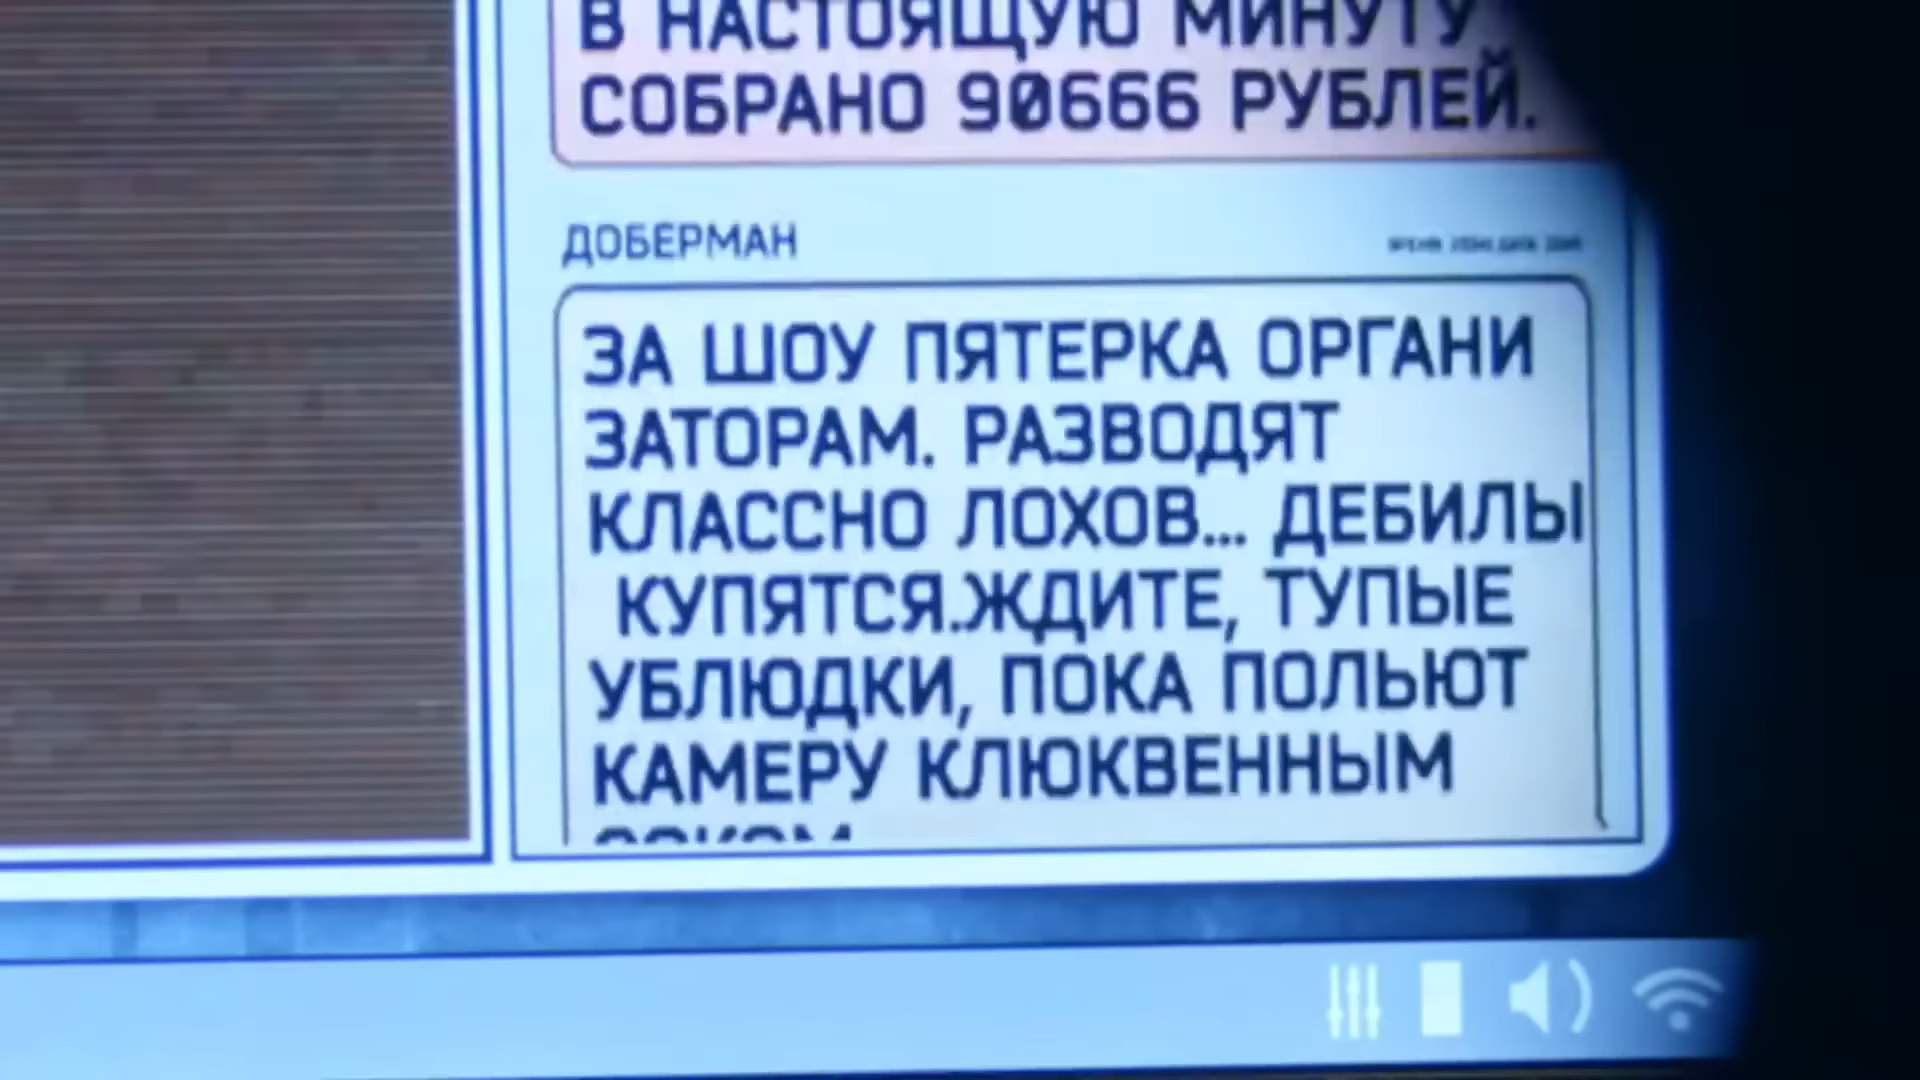 В НАСТОЯЩУЮ МИНУТУ
СОБРАНО 90666 РУБЛЕЙ.
ДОБЕРМАН
ЗА ШОУ ПЯТЕРКА ОРГАНИ
ЗАТОРАМ. РАЗВОДЯТ
КЛАССНО ЛОХОВ... ДЕБИЛЫ
КУПЯТСЯ.ЖДИТЕ, ТУПЫЕ
УБЛЮДКИ, ПОКА ПОЛЬЮТ
КАМЕРУ КЛЮКВЕННЫМ